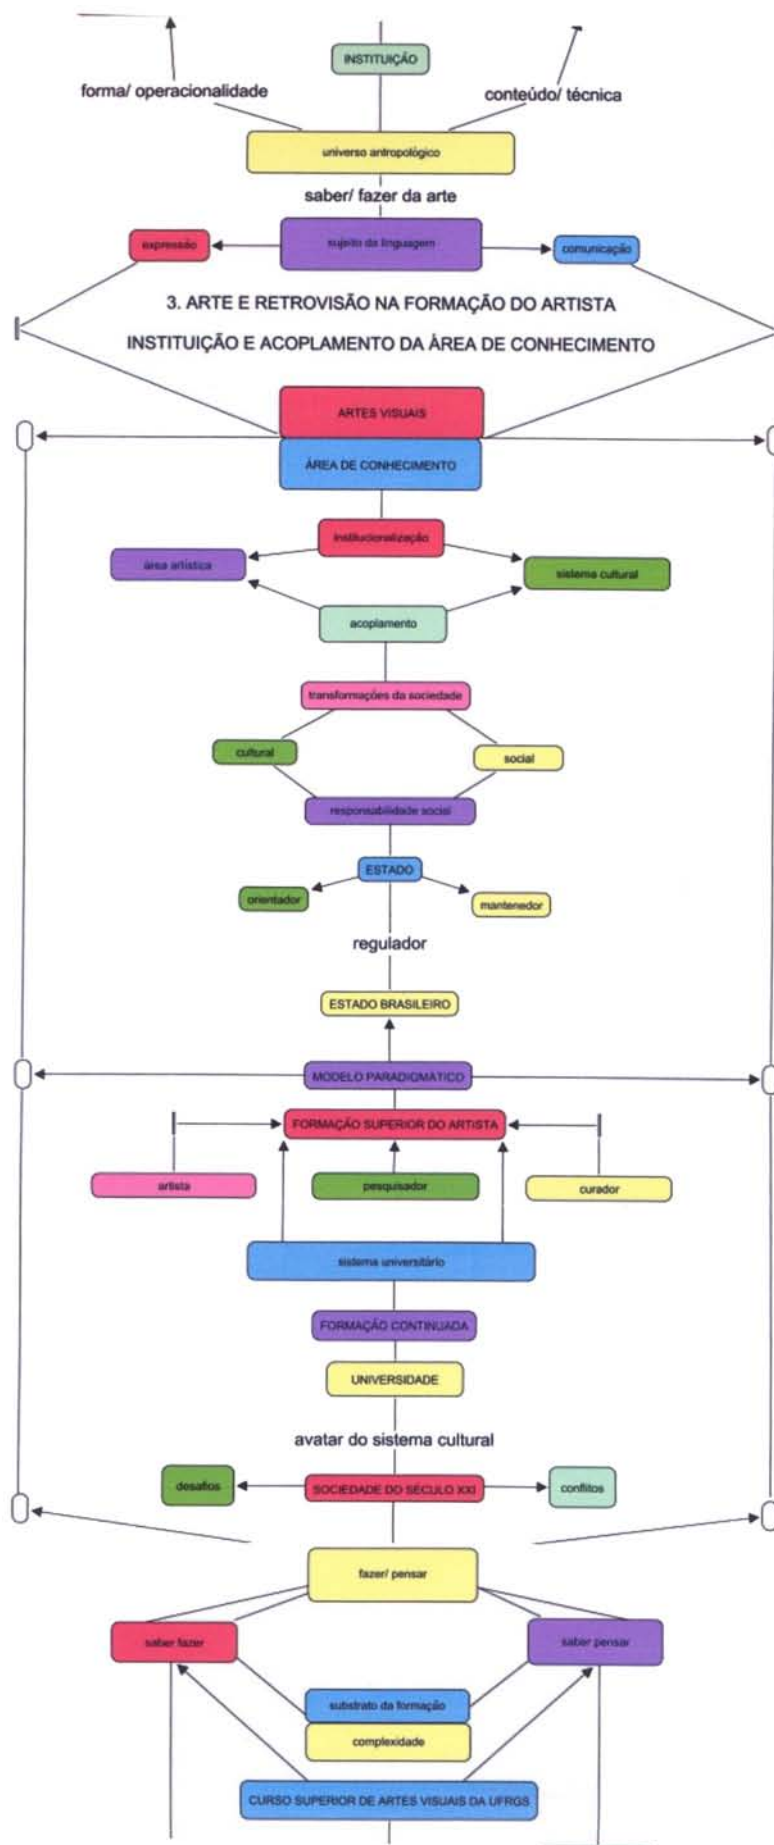 INSTITUIÇÃO
forma/ operacionalidade
conteúdo/ técnica
universo antropológico
saber/ fazer da arte
expressão
sujeito da linguagem
comunicação
3. ARTE E RETROVISÃO NA FORMAÇÃO DO ARTISTA
INSTITUIÇÃO E ACOPLAMENTO DA ÁREA DE CONHECIMENTO
ARTES VISUAIS
ÁREA DE CONHECIMENTO
institucionalização
área artística
sistema cultural
acoplamento
transformações da sociedade
cultural
social
responsabilidade social
ESTADO
orientador
mantenedor
regulador
ESTADO BRASILEIRO
MODELO PARADIGMÁTICO
FORMAÇÃO SUPERIOR DO ARTISTA
artista
pesquisador
curador
sistema universitário
FORMAÇÃO CONTINUADA
UNIVERSIDADE
avatar do sistema cultural
desafios
SOCIEDADE DO SÉCULO XXI
conflitos
fazer/ pensar
saber fazer
saber pensar
substrato da formação
complexidade
CURSO SUPERIOR DE ARTES VISUAIS DA UFRGS